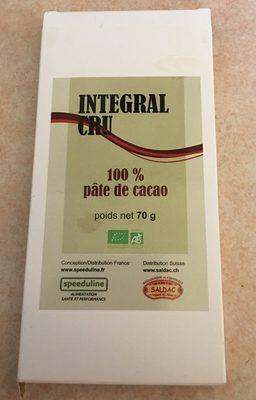 INTEGRAL
CRU
100 %
pâte de cacao
poids net 70 g
AB
Conception/Distribution France
www.speeduline.fr
Distribution Suisse
www.saldac.ch
speeduline
ALIMENTATION
SANTÉ ET PERFORMANCE
SALDAC